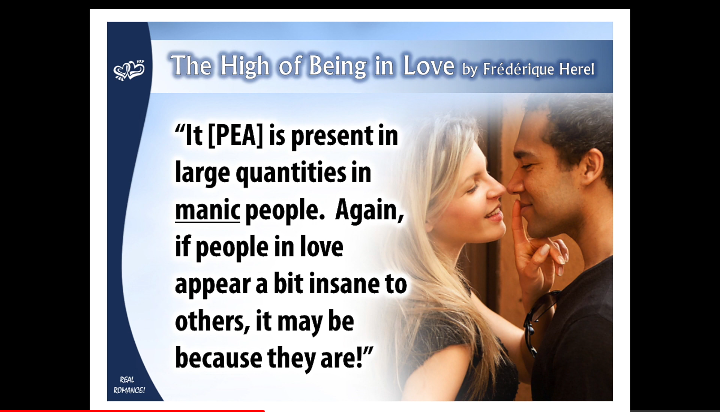 The High of Being in Love by Frédérique Herel
“It [PEA] is present in
large quantities in
manic people.  Again,
if people in love
appear a bit insane to
others, it may be
because they are!”
REAL
ROMANCE!